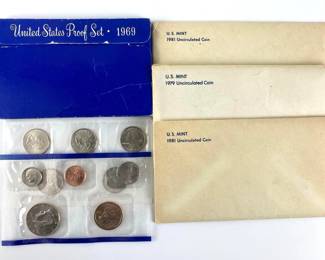 United States Proof Set · 1969
U.S. MINT
1981 Uncirculated Coin
U.S. MINT
1979 Uncirculated Coin
U.S. MINT
1981 Uncirculated Coin